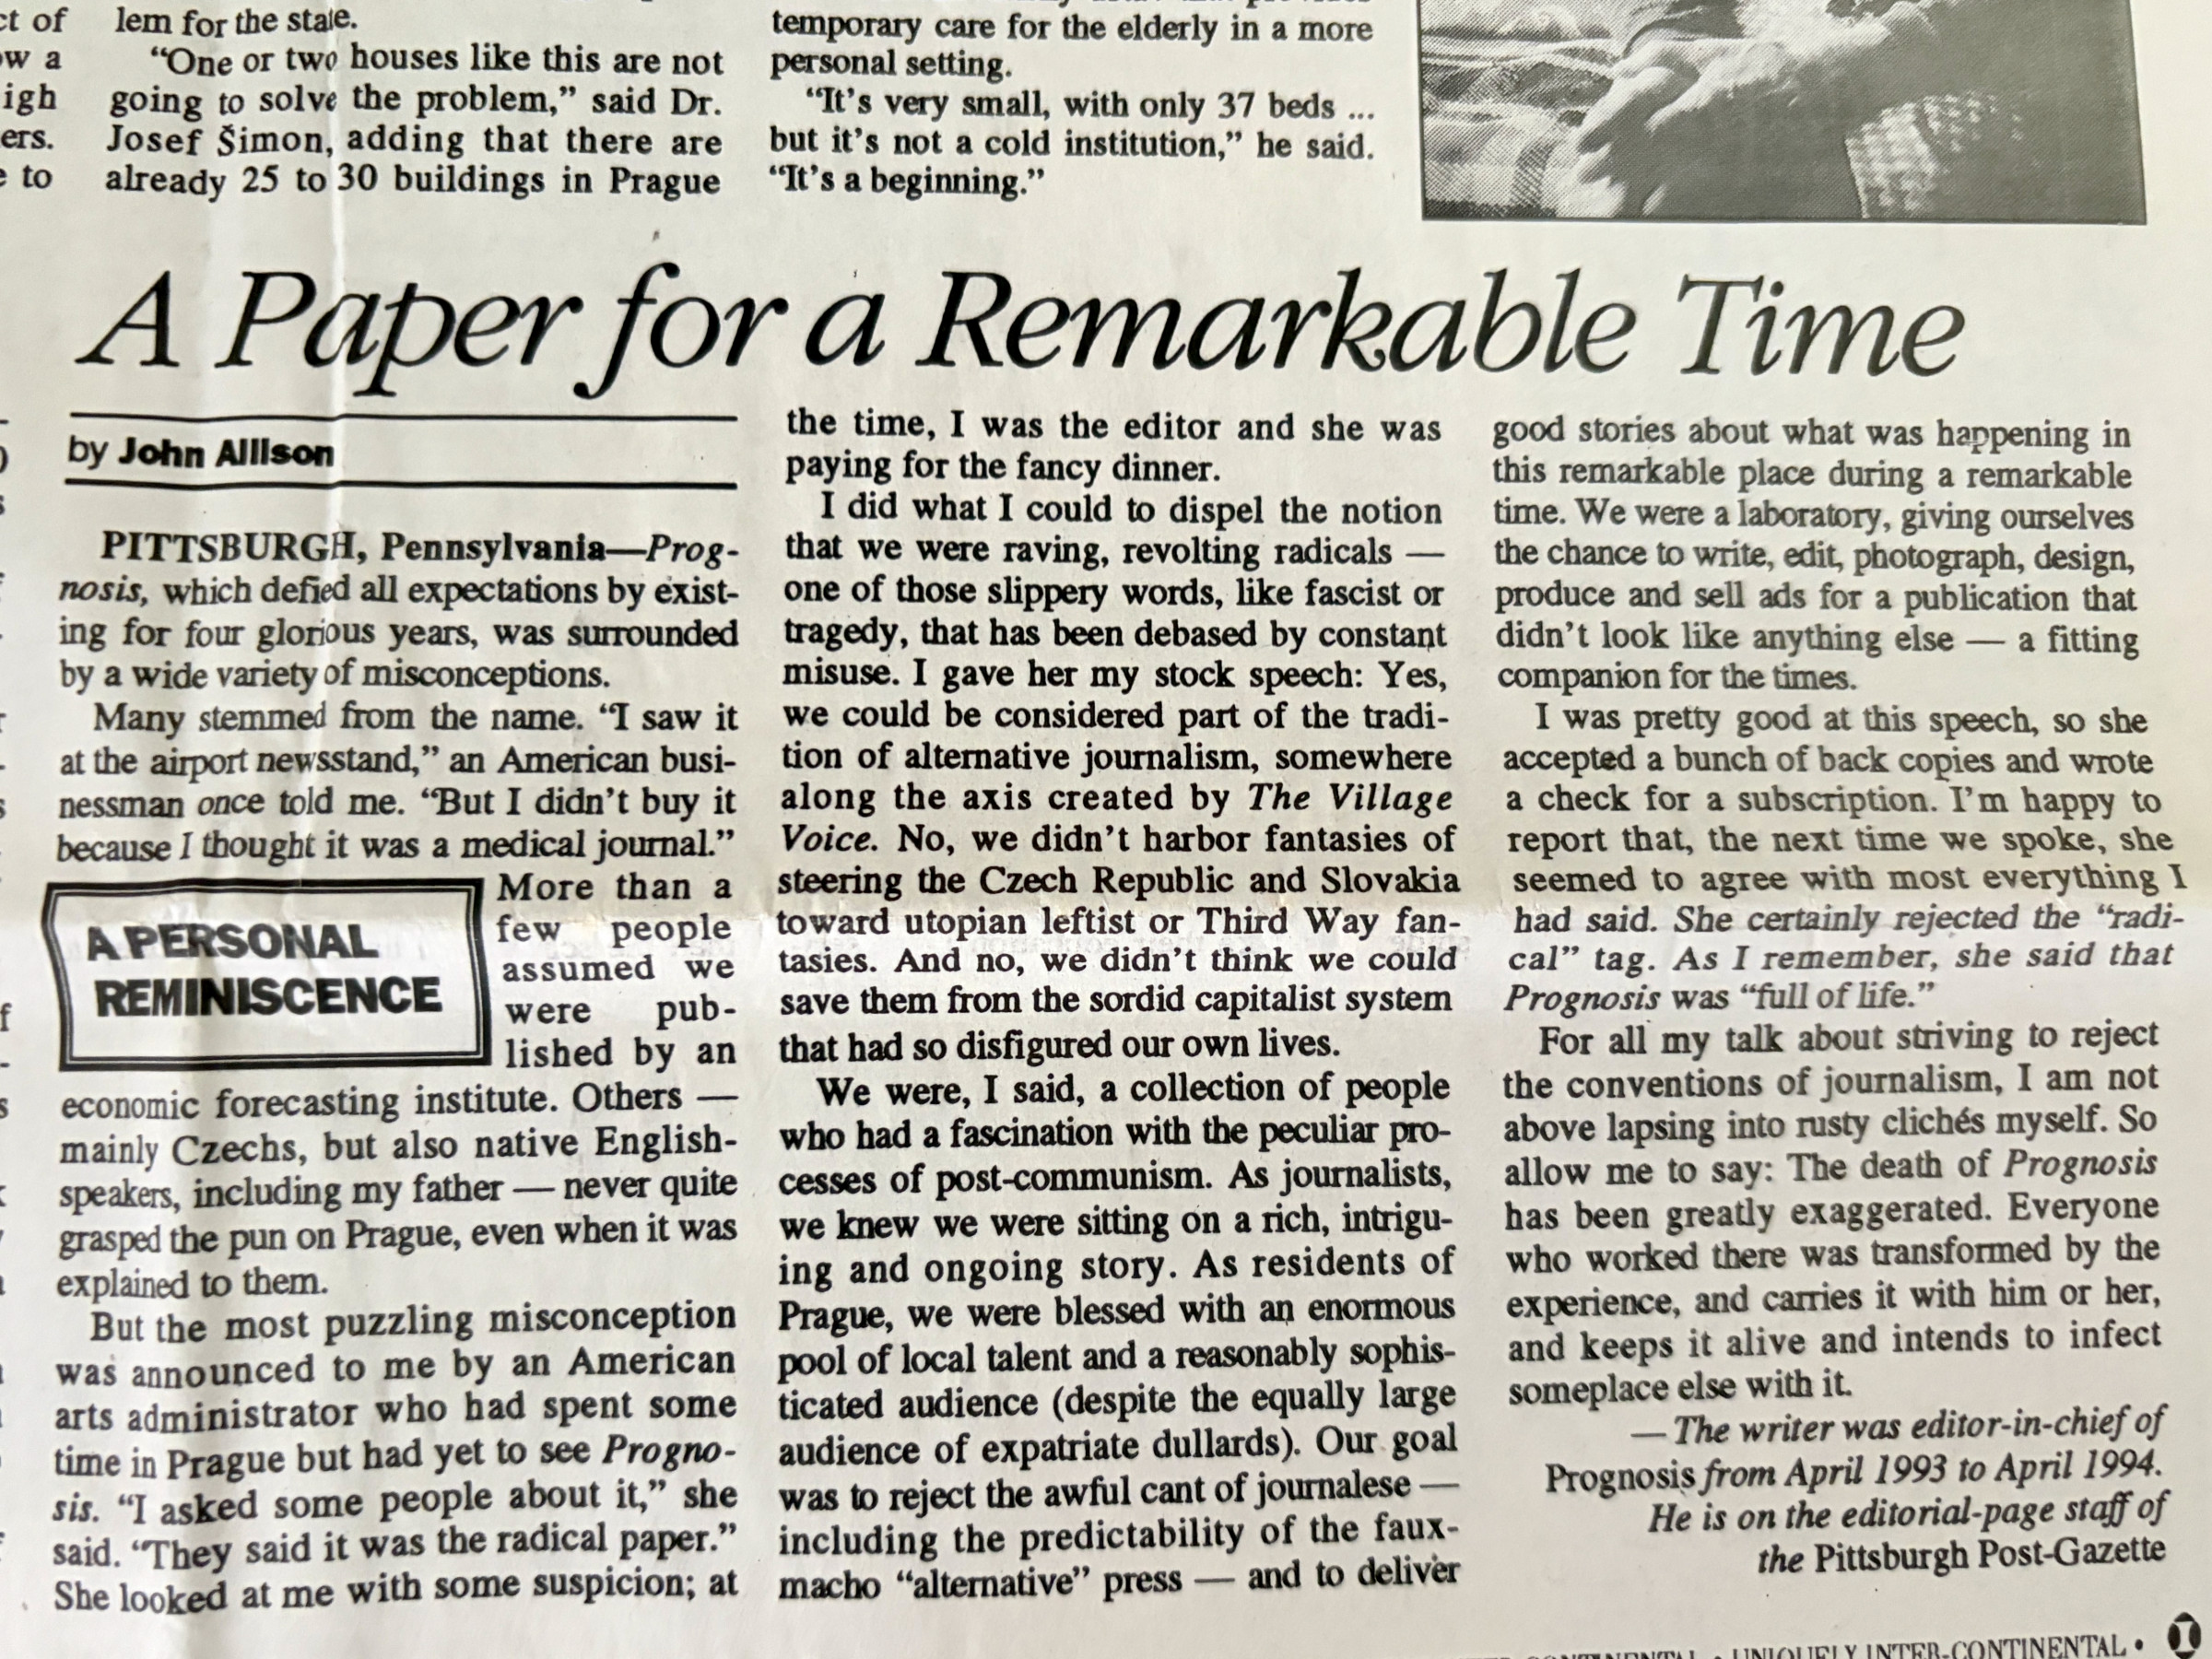 ct of
ow a
igh
ers.
e to
lem for the state.
“One or two houses like this are not
going to solve the problem,” said Dr.
Josef Šimon, adding that there are
already 25 to 30 buildings in Prague
temporary care for the elderly in a more
personal setting.
“It’s very small, with only 37 beds ...
but it’s not a cold institution,” he said.
“It’s a beginning.”
A Paper for a Remarkable Time
by John Allison
PITTSBURGH, Pennsylvania—Prog-
nosis, which defied all expectations by exist-
ing for four glorious years, was surrounded
by a wide variety of misconceptions.
Many stemmed from the name. “I saw it
at the airport newsstand,” an American busi-
nessman once told me. “But I didn’t buy it
because I thought it was a medical journal.”
More than a
few people
assumed we
were pub-
lished by an
A PERSONAL
REMINISCENCE
economic forecasting institute. Others —
mainly Czechs, but also native English-
speakers, including my father — never quite
grasped the pun on Prague, even when it was
explained to them.
But the most puzzling misconception
was announced to me by an American
arts administrator who had spent some
time in Prague but had yet to see Progno-
sis. “I asked some people about it,” she
said. “They said it was the radical paper.”
She looked at me with some suspicion; at
the time, I was the editor and she was
paying for the fancy dinner.
I did what I could to dispel the notion
that we were raving, revolting radicals —
one of those slippery words, like fascist or
tragedy, that has been debased by constant
misuse. I gave her my stock speech: Yes,
we could be considered part of the tradi-
tion of alternative journalism, somewhere
along the axis created by The Village
Voice. No, we didn’t harbor fantasies of
steering the Czech Republic and Slovakia
toward utopian leftist or Third Way fan-
tasies. And no, we didn’t think we could
save them from the sordid capitalist system
that had so disfigured our own lives.
We were, I said, a collection of people
who had a fascination with the peculiar pro-
cesses of post-communism. As journalists,
we knew we were sitting on a rich, intrigu-
ing and ongoing story. As residents of
Prague, we were blessed with an enormous
pool of local talent and a reasonably sophis-
ticated audience (despite the equally large
audience of expatriate dullards). Our goal
was to reject the awful cant of journalese —
including the predictability of the faux-
macho “alternative” press — and to deliver
good stories about what was happening in
this remarkable place during a remarkable
time. We were a laboratory, giving ourselves
the chance to write, edit, photograph, design,
produce and sell ads for a publication that
didn’t look like anything else — a fitting
companion for the times.
I was pretty good at this speech, so she
accepted a bunch of back copies and wrote
a check for a subscription. I’m happy to
report that, the next time we spoke, she
seemed to agree with most everything I
had said. She certainly rejected the “radi-
cal” tag. As I remember, she said that
Prognosis was “full of life.”
For all my talk about striving to reject
the conventions of journalism, I am not
above lapsing into rusty clichés myself. So
allow me to say: The death of Prognosis
has been greatly exaggerated. Everyone
who worked there was transformed by the
experience, and carries it with him or her,
and keeps it alive and intends to infect
someplace else with it.
— The writer was editor-in-chief of
Prognosis from April 1993 to April 1994.
He is on the editorial-page staff of
the Pittsburgh Post-Gazette
UNIQUELY INTER-CONTINENTAL •